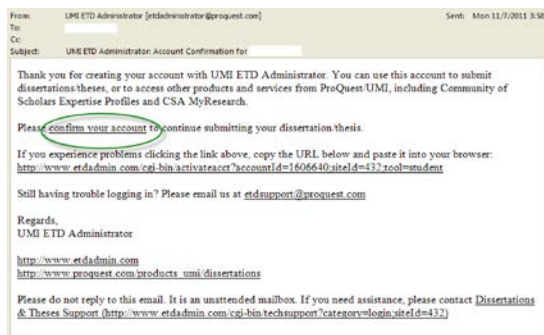 From: UMI ETD Administrator [etdadministrator@proquest.com] Sent: Mon 11/7/2011 3:58
To:
Cc:
Subject: UMI ETD Administrator: Account Confirmation for
Thank you for creating your account with UMI ETD Administrator. You can use this account to submit
dissertations/theses, or to access other products and services from ProQuest/UMI, including Community of
Scholars Expertise Profiles and CSA MyResearch.
Please confirm your account to continue submitting your dissertation/thesis.
If you experience problems clicking the link above, copy the URL below and paste it into your browser:
http://www.etdadmin.com/cgi-bin/activateacct?accountId=1606640;siteId=432;tool=student
Still having trouble logging in? Please email us at etdsupport@proquest.com
Regards,
UMI ETD Administrator
http://www.etdadmin.com
http://www.proquest.com/products_umi/dissertations
Please do not reply to this email. It is an unattended mailbox. If you need assistance, please contact Dissertations
& Theses Support (http://www.etdadmin.com/cgi-bin/techsupport?category=login;siteId=432)